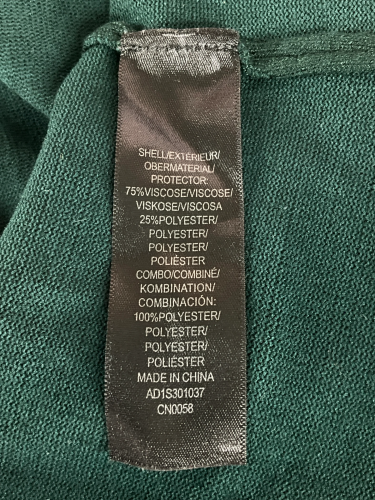 SHELL/EXTÉRIEUR/
OBERMATERIAL/
PROTECTOR:
75%VISCOSE/VISCOSE/
VISKOSE/VISCOSA
25%POLYESTER/
POLYESTER/
POLYESTER/
POLIÉSTER
COMBO/COMBINÉ/
KOMBINATION/
COMBINACIÓN:
100%POLYESTER/
POLYESTER/
POLYESTER/
POLIÉSTER
MADE IN CHINA
AD1S301037
CN0058